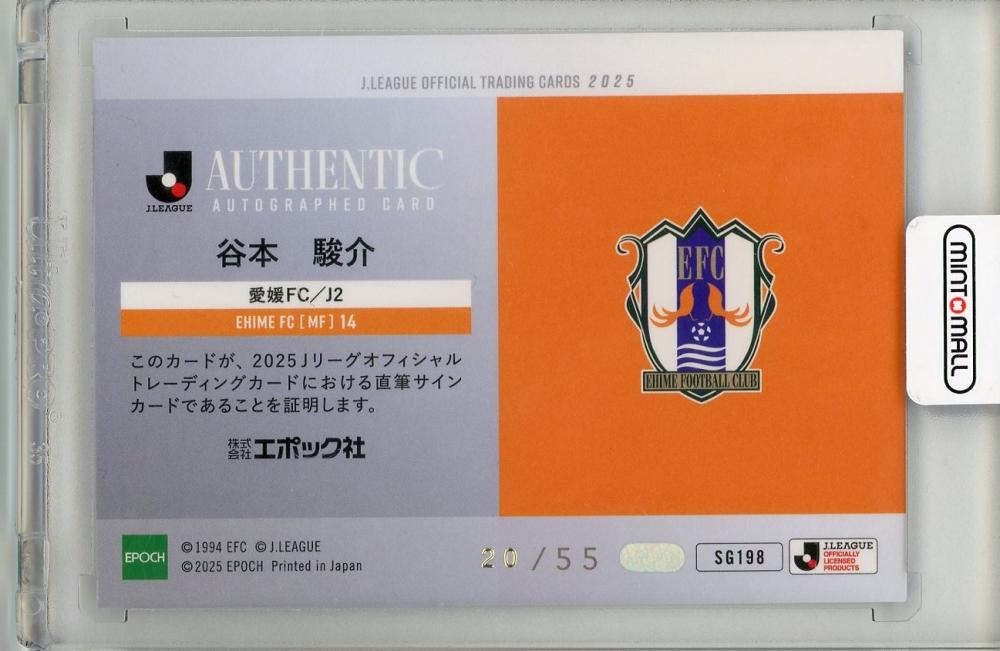 J.LEAGUE OFFICIAL TRADING CARDS 2025
J.LEAGUE
AUTHENTIC
AUTOGRAPHED CARD
谷本 駿介
愛媛FC/J2
EHIME FC [MF] 14
このカードが、2025Jリーグオフィシャル
トレーディングカードにおける直筆サイン
カードであることを証明します。
株式会社エポック社
EFC
EHIME FOOTBALL CLUB
MINT MALL
EPOCH
©1994 EFC ©J.LEAGUE
©2025 EPOCH Printed in Japan
20/55
SG198
J.LEAGUE
OFFICIALLY
LICENSED
PRODUCTS